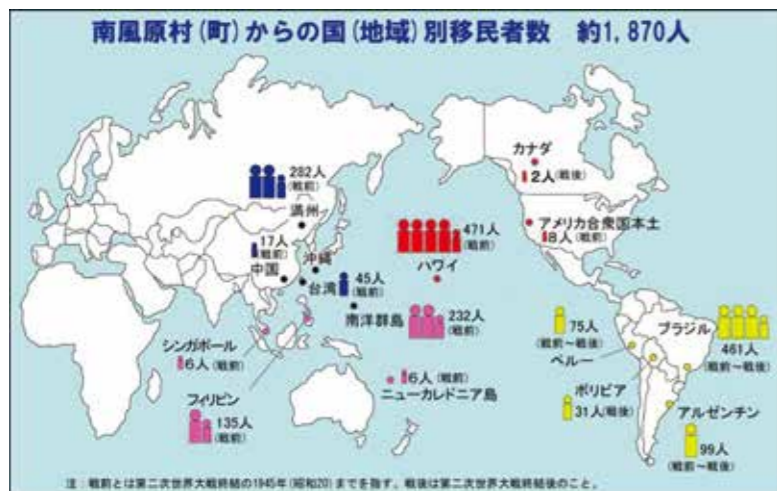 南風原村(町)からの国(地域)別移民者数 約1,870人
カナダ
2人(戦後)
282人
(戦前)
満州
アメリカ合衆国本土
8人(戦前)
471人
(戦前)
ハワイ
17人
(戦前)
中国
沖縄
台湾
45人
(戦前)
南洋群島
232人
(戦前)
シンガポール
6人(戦前)
フィリピン
135人
(戦前)
6人(戦前)
ニューカレドニア島
75人
(戦前~戦後)
ペルー
ブラジル
461人
(戦前~戦後)
ボリビア
31人(戦後)
アルゼンチン
99人
(戦前~戦後)
注:戦前とは第二次世界大戦終結の1945年(昭和20)までを指す。戦後は第二次世界大戦終結後のこと。